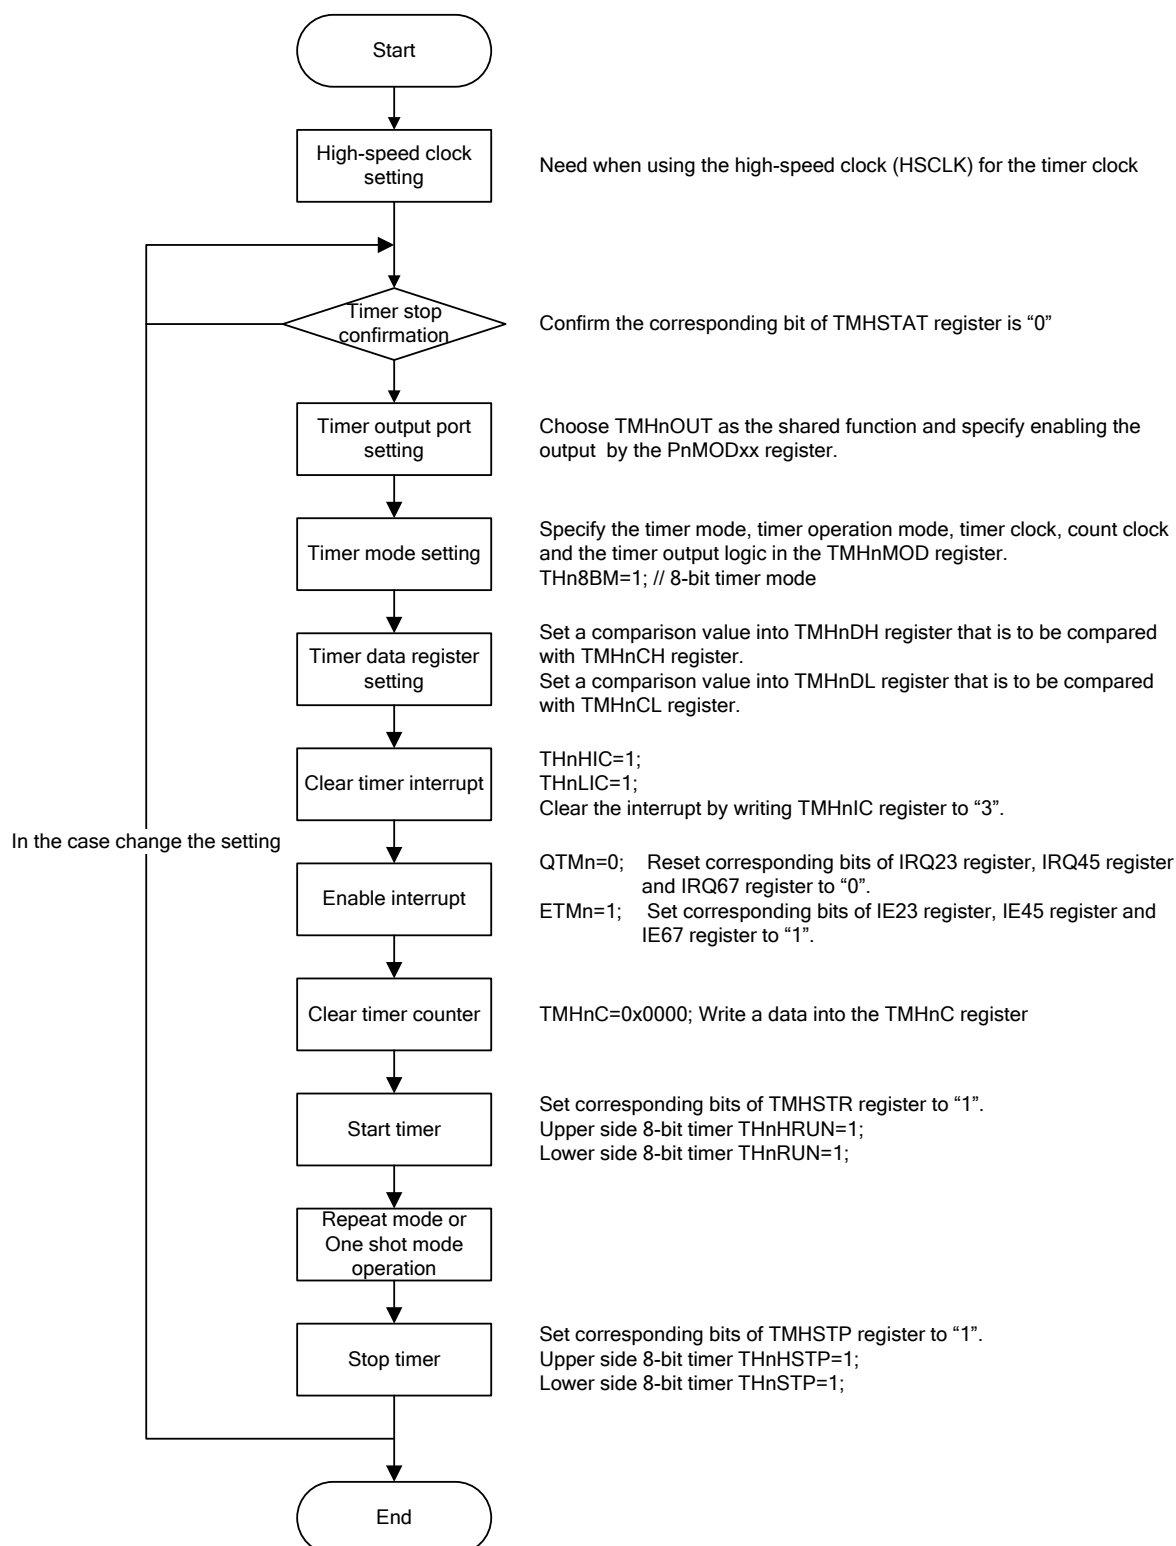 Start
High-speed clock
setting
Need when using the high-speed clock (HSCLK) for the timer clock
Timer stop
confirmation
Confirm the corresponding bit of TMHSTAT register is “0”
Timer output port
setting
Choose TMHnOUT as the shared function and specify enabling the
output  by the PnMODxx register.
Timer mode setting
Specify the timer mode, timer operation mode, timer clock, count clock
and the timer output logic in the TMHnMOD register.
THn8BM=1; // 8-bit timer mode
Timer data register
setting
Set a comparison value into TMHnDH register that is to be compared
with TMHnCH register.
Set a comparison value into TMHnDL register that is to be compared
with TMHnCL register.
Clear timer interrupt
THnHIC=1;
THnLIC=1;
Clear the interrupt by writing TMHnIC register to “3”.
In the case change the setting
Enable interrupt
QTMn=0;    Reset corresponding bits of IRQ23 register, IRQ45 register
and IRQ67 register to “0”.
ETMn=1;    Set corresponding bits of IE23 register, IE45 register and
IE67 register to “1”.
Clear timer counter
TMHnC=0x0000; Write a data into the TMHnC register
Start timer
Set corresponding bits of TMHSTR register to “1”.
Upper side 8-bit timer THnHRUN=1;
Lower side 8-bit timer THnRUN=1;
Repeat mode or
One shot mode
operation
Stop timer
Set corresponding bits of TMHSTP register to “1”.
Upper side 8-bit timer THnHSTP=1;
Lower side 8-bit timer THnSTP=1;
End